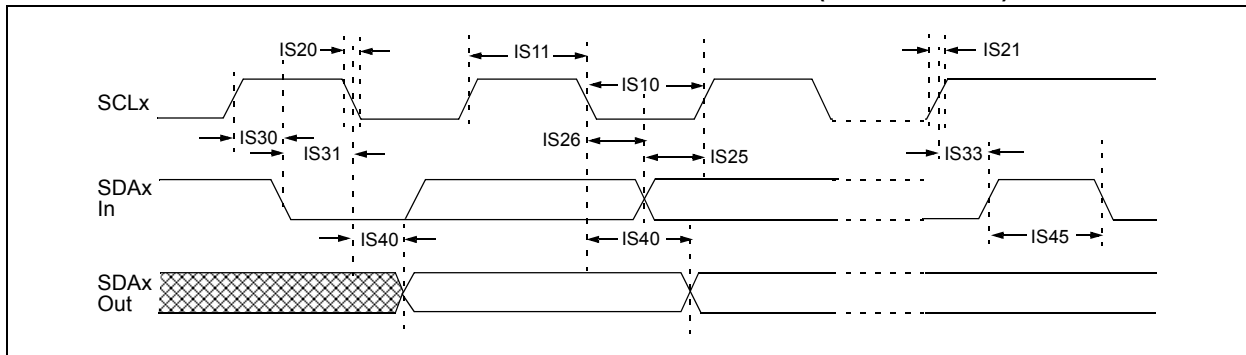 IS20
IS11
IS21
IS10
SCLx
IS30
IS26
IS31
IS25
IS33
SDAx
In
IS40
IS40
IS45
SDAx
Out